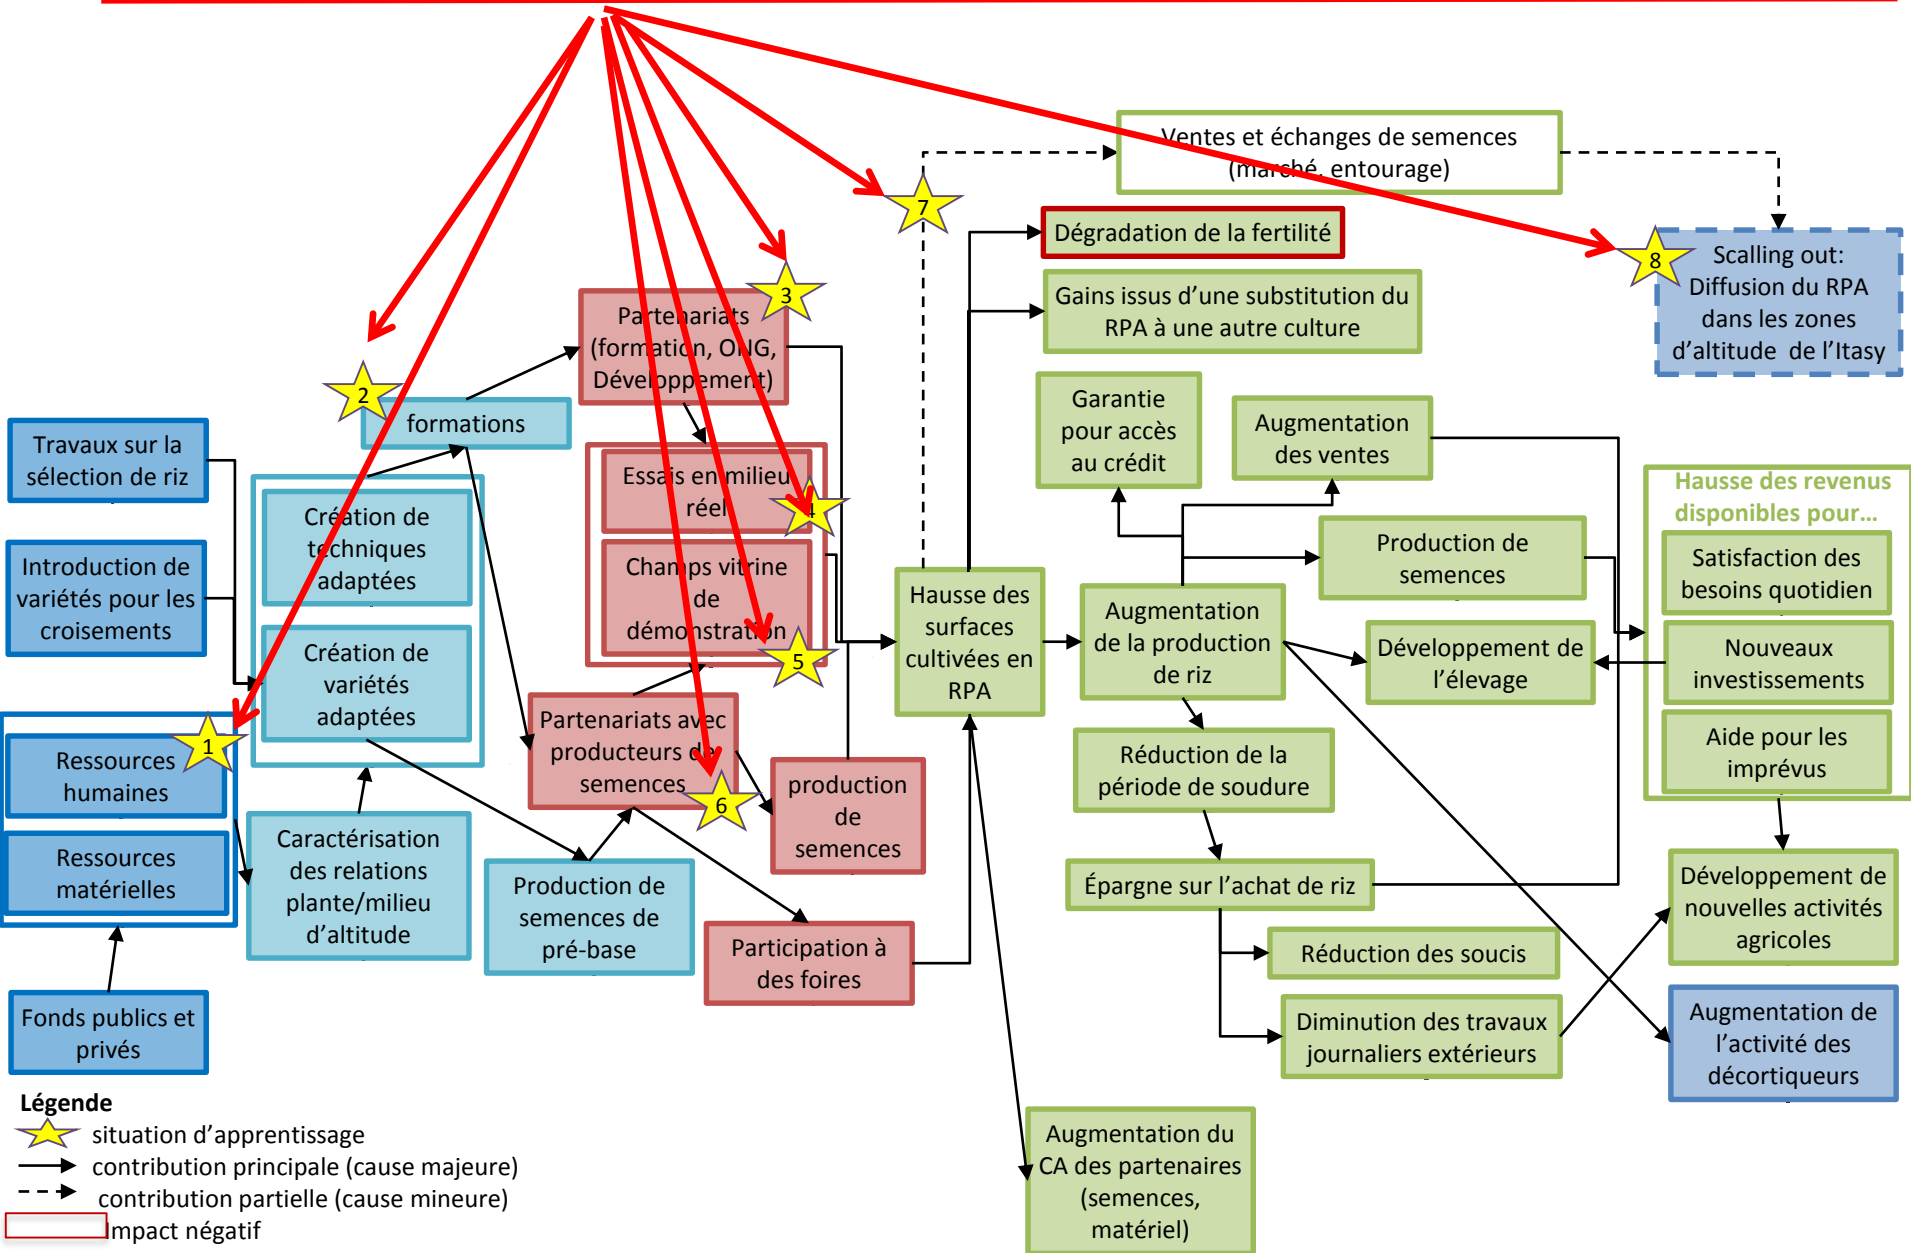 Ventes et échanges de semences
(marché, entourage)
7
Dégradation de la fertilité
8
Scalling out:
Diffusion du RPA
dans les zones
d'altitude de l'Itasy
3
Partenariats
(formation, ONG,
Développement)
Gains issus d'une substitution du
RPA à une autre culture
2
formations
Garantie
pour accès
au crédit
Augmentation
des ventes
Travaux sur la
sélection de riz
Essais en milieu
réel
4
Hausse des revenus
disponibles pour...
Création de
techniques
adaptées
Production de
semences
Satisfaction des
besoins quotidien
Introduction de
variétés pour les
croisements
Champs vitrine
de
démonstration
5
Hausse des
surfaces
cultivées en
RPA
Augmentation
de la production
de riz
Développement de
l'élevage
Nouveaux
investissements
Création de
variétés
adaptées
Partenariats avec
producteurs de
semences
6
1
Ressources
humaines
Réduction de la
période de soudure
Aide pour les
imprévus
production
de
semences
Ressources
matérielles
Caractérisation
des relations
plante/milieu
d'altitude
Production de
semences de
pré-base
Épargne sur l'achat de riz
Développement de
nouvelles activités
agricoles
Participation à
des foires
Réduction des soucis
Fonds publics et
privés
Diminution des travaux
journaliers extérieurs
Augmentation de
l'activité des
décortiqueurs
Augmentation du
CA des partenaires
(semences,
matériel)
Légende
situation d'apprentissage
contribution principale (cause majeure)
contribution partielle (cause mineure)
Impact négatif